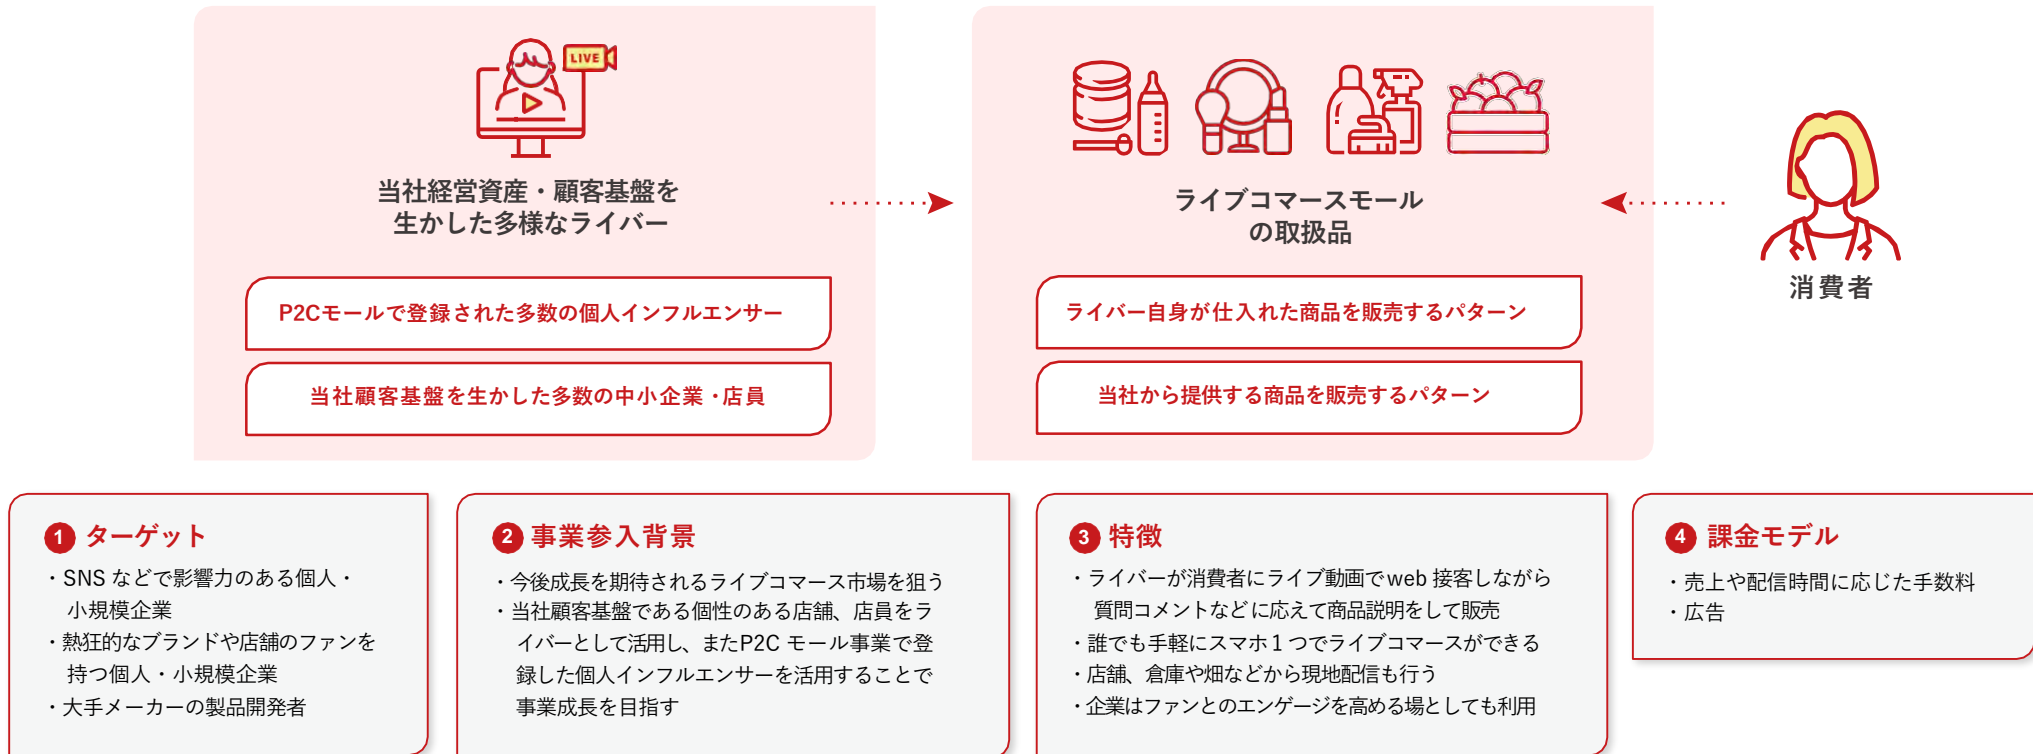 LIVE
当社経営資産・顧客基盤を
生かした多様なライバー
P2Cモールで登録された多数の個人インフルエンサー
当社顧客基盤を生かした多数の中小企業・店員
ライブコマースモール
の取扱品
ライバー自身が仕入れた商品を販売するパターン
当社から提供する商品を販売するパターン
消費者
1 ターゲット
・SNS などで影響力のある個人・
小規模企業
・熱狂的なブランドや店舗のファンを
持つ個人・小規模企業
・大手メーカーの製品開発者
2 事業参入背景
・今後成長を期待されるライブコマース市場を狙う
・当社顧客基盤である個性のある店舗、店員をラ
イバーとして活用し、またP2C モール事業で登
録した個人インフルエンサーを活用することで
事業成長を目指す
3 特徴
・ライバーが消費者にライブ動画でweb 接客しながら
質問コメントなどに応えて商品説明をして販売
・誰でも手軽にスマホ1つでライブコマースができる
・店舗、倉庫や畑などから現地配信も行う
・企業はファンとのエンゲージを高める場としても利用
4 課金モデル
・売上や配信時間に応じた手数料
・広告